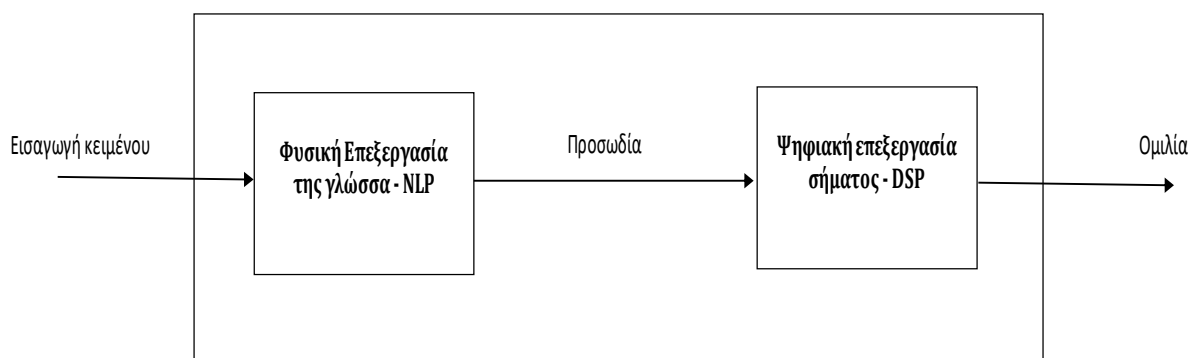 Εισαγωγή κειμένου
Φυσική Επεξεργασία
της γλώσσα - NLP
Προσωδία
Ψηφιακή επεξεργασία
σήματος - DSP
Ομιλία